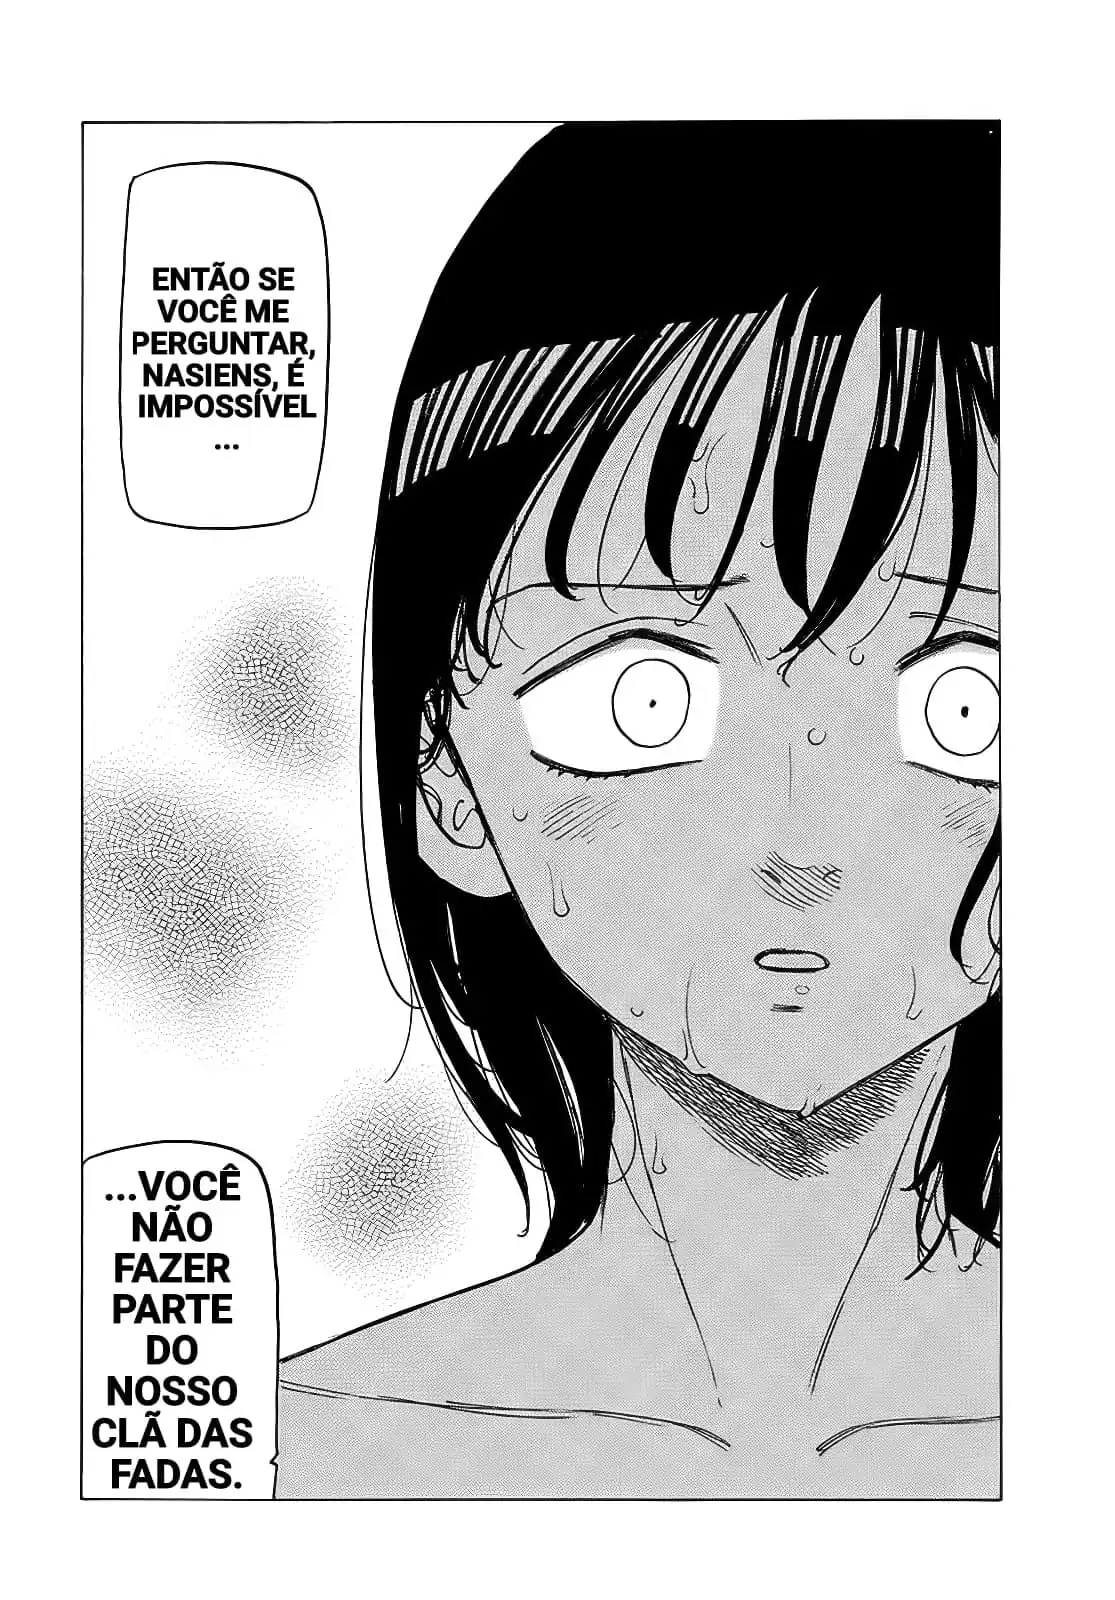 ENTÃO SE
VOCÊ ME
PERGUNTAR,
NASIENS, É
IMPOSSÍVEL
...
...VOCÊ
NÃO
FAZER
PARTE
DO
NOSSO
CLÃ DAS
FADAS.